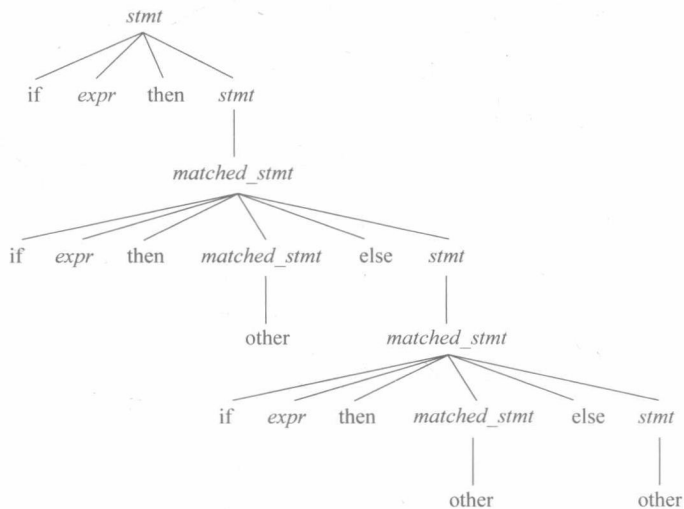 stmt
if expr then stmt
matched_stmt
if expr then matched_stmt else stmt
other matched_stmt
if expr then matched_stmt else stmt
other other